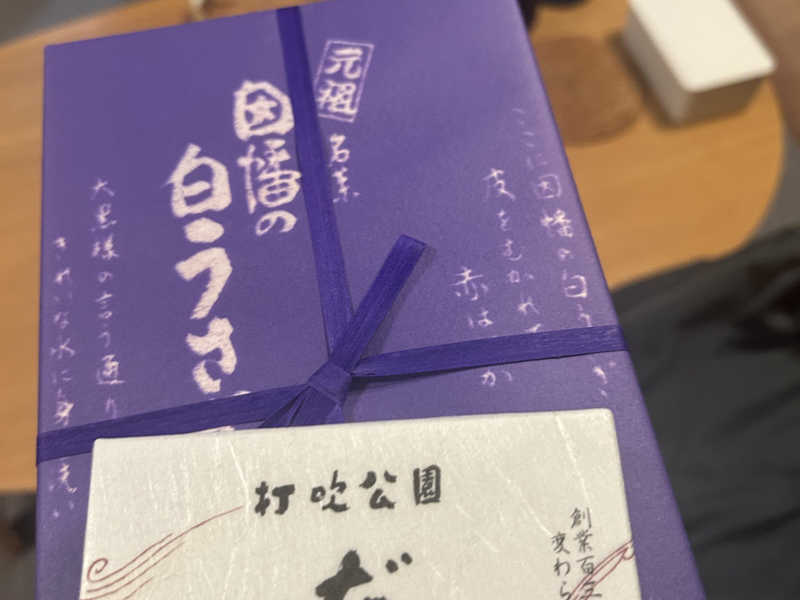 元祖
名菓
因幡の
白うさ
ここに因幡の白うさぎ
皮をむかれて
赤はだか
大黒様の言う通り
きれいな水に身を洗い
打吹公園
だ
創業百
変わら